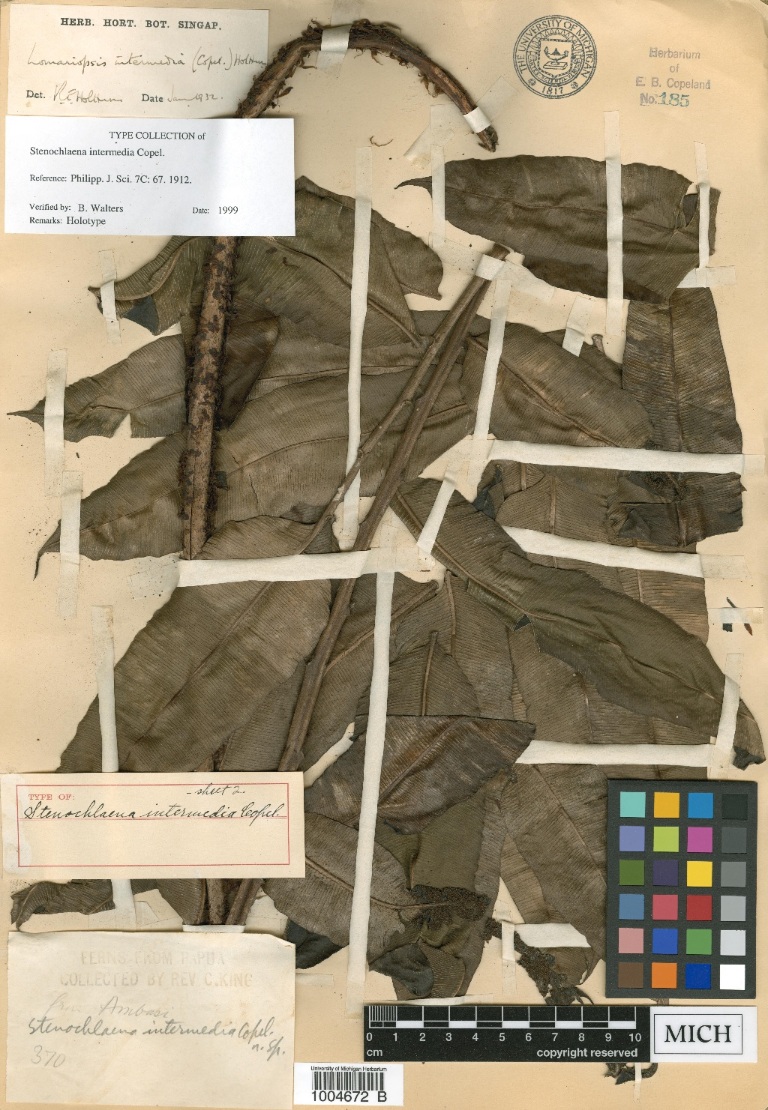 HERB. HORT. BOT. SINGAP.
Lomariopsis intermedia (Copel.) Holttum
Det. R E Holttum Date Jan 1932.
THE UNIVERSITY OF MICHIGAN
1817
Herbarium
of
E. B. Copeland
No. 185
TYPE COLLECTION of
Stenochlaena intermedia Copel.
Reference: Philipp. J. Sci. 7C: 67. 1912.
Verified by: B. Walters Date: 1999
Remarks: Holotype
- sheet 2
TYPE OF:
Stenochlaena intermedia Copel.
FERNS FROM PAPUA
COLLECTED BY REV. C. KING
Ambasi
Stenochlaena intermedia Copel.
n. sp.
370
0 1 2 3 4 5 6 7 8 9 10
cm copyright reserved
MICH
University of Michigan Herbarium
1004672 B